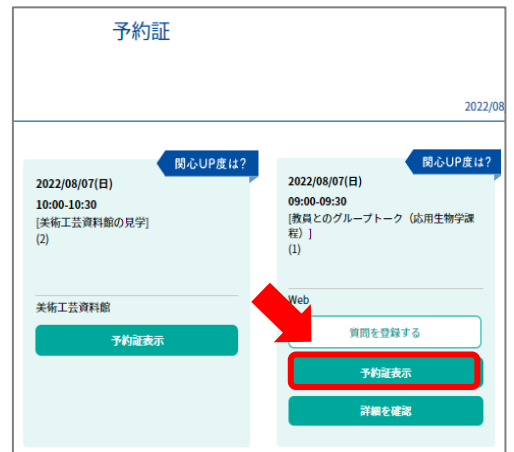 予約証
2022/08
関心UP度は?
2022/08/07(日)
10:00-10:30
[美術工芸資料館の見学]
(2)
美術工芸資料館
予約証表示
関心UP度は?
2022/08/07(日)
09:00-09:30
[教員とのグループトーク（応用生物学課
程）]
(1)
Web
質問を登録する
予約証表示
詳細を確認